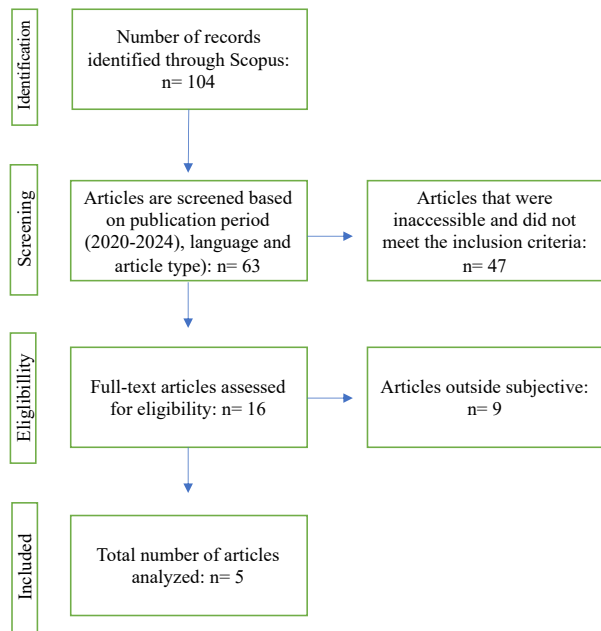 Identification
Number of records
identified through Scopus:
n= 104
Screening
Articles are screened based
on publication period
(2020-2024), language and
article type): n= 63
Articles that were
inaccessible and did not
meet the inclusion criteria:
n= 47
Eliglibillity
Full-text articles assessed
for eligibility: n= 16
Articles outside subjective:
n= 9
Included
Total number of articles
analyzed: n= 5